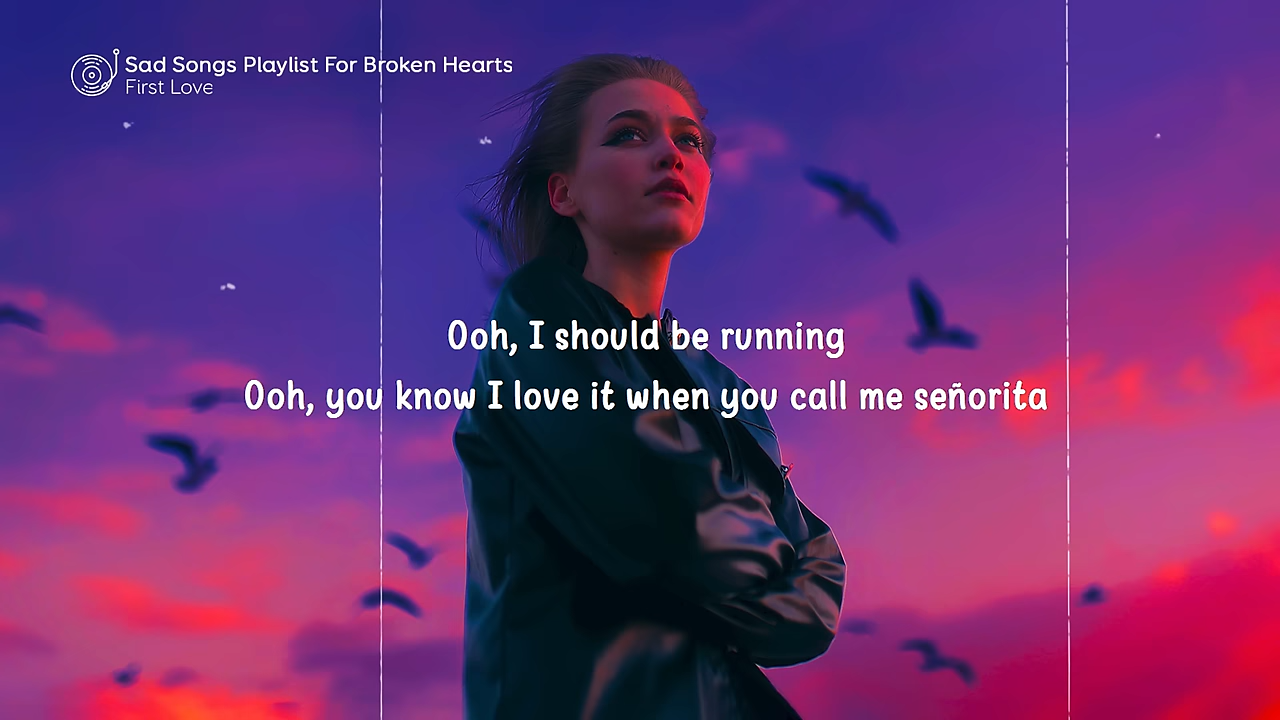 Sad Songs Playlist For Broken Hearts
First Love
Ooh, I should be running
Ooh, you know I love it when you call me señorita